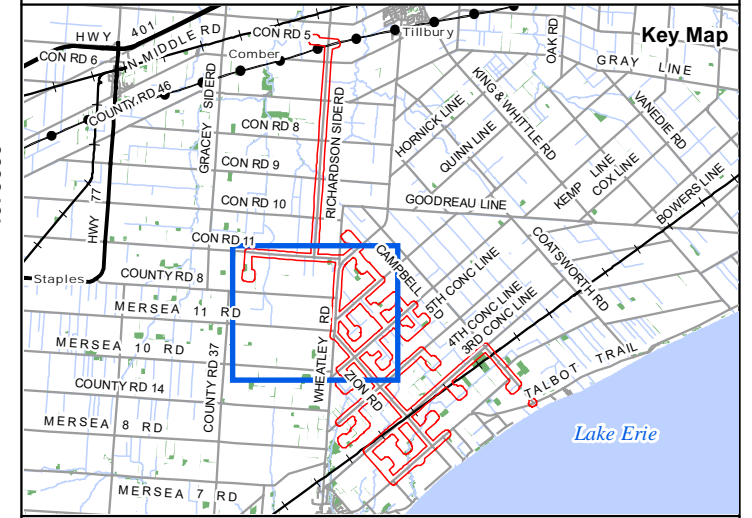 Key Map
HWY 401
CON RD 5
Tillbury
OAK RD
N MIDDLE RD
CON RD 6
Comber
GRAY LINE
COUNTY RD 46
GRACEY SIDERD
KING & WHITTLE RD
VANEDIE RD
RICHARDSON SIDERD
HORNICK LINE
QUINN LINE
CON RD 8
CON RD 9
KEMP LINE
COX LINE
BOWERS LINE
HWY 77
CON RD 10
GOODREAU LINE
CON RD 11
COATSWORTH RD
CAMPBELL
Staples
COUNTY RD 8
5TH CONC LINE
MERSEA 11 RD
4TH CONC LINE
3RD CONC LINE
WHEATLEY RD
MERSEA 10 RD
COUNTY RD 37
TALBOT TRAIL
COUNTY RD 14
ZION RD
MERSEA 8 RD
Lake Erie
MERSEA 7 RD